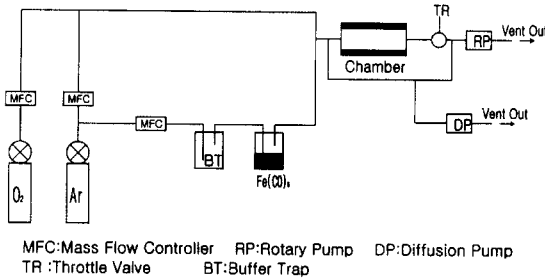 TR
Vent Out
RP
Chamber
MFC
MFC
Vent Out
MFC
DP
BT
Fe(CO)₅
O₂
Ar
MFC:Mass Flow Controller RP:Rotary Pump DP:Diffusion Pump
TR :Throttle Valve BT:Buffer Trap